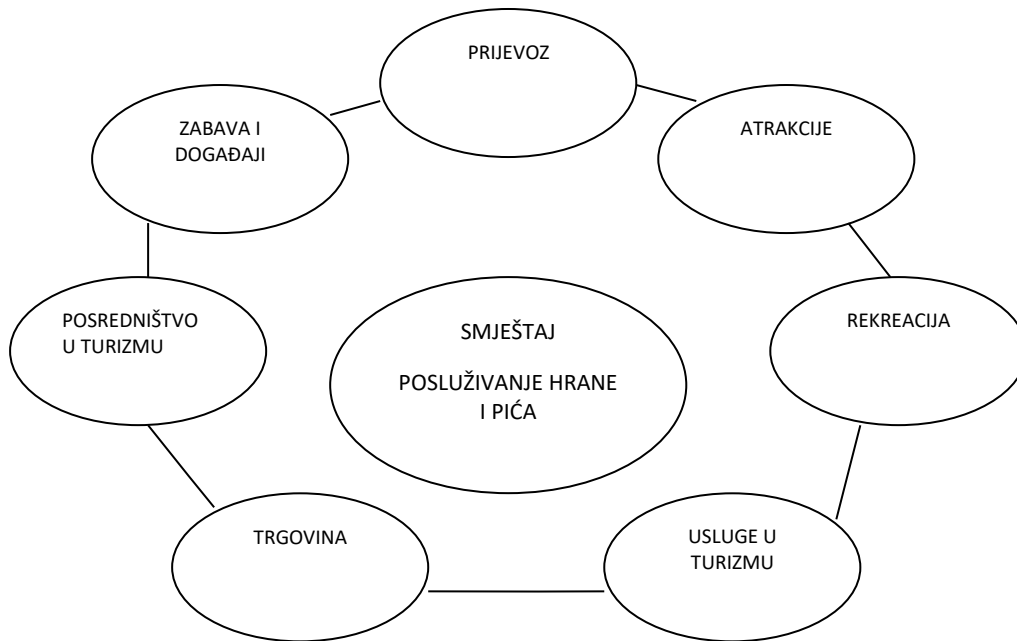 PRIJEVOZ
ZABAVA I
DOGAĐAJI
ATRAKCIJE
POSREDNIŠTVO
U TURIZMU
SMJEŠTAJ
POSLUŽIVANJE HRANE
I PIĆA
REKREACIJA
TRGOVINA
USLUGE U
TURIZMU